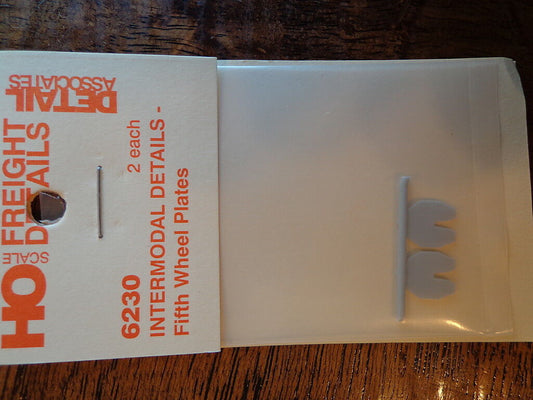 DETAIL
ASSOCIATES
HO SCALE
FREIGHT
DETAILS
6230 2 each
INTERMODAL DETAILS -
Fifth Wheel Plates